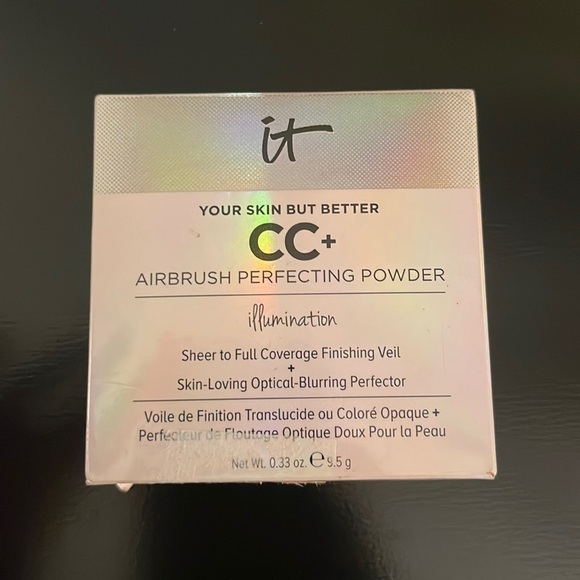 it
YOUR SKIN BUT BETTER
CC+
AIRBRUSH PERFECTING POWDER
illumination
Sheer to Full Coverage Finishing Veil
+
Skin-Loving Optical-Blurring Perfector
Voile de Finition Translucide ou Coloré Opaque +
Perfecteur de Floutage Optique Doux Pour la Peau
Net Wt. 0.33 oz. ℮ 9.5 g